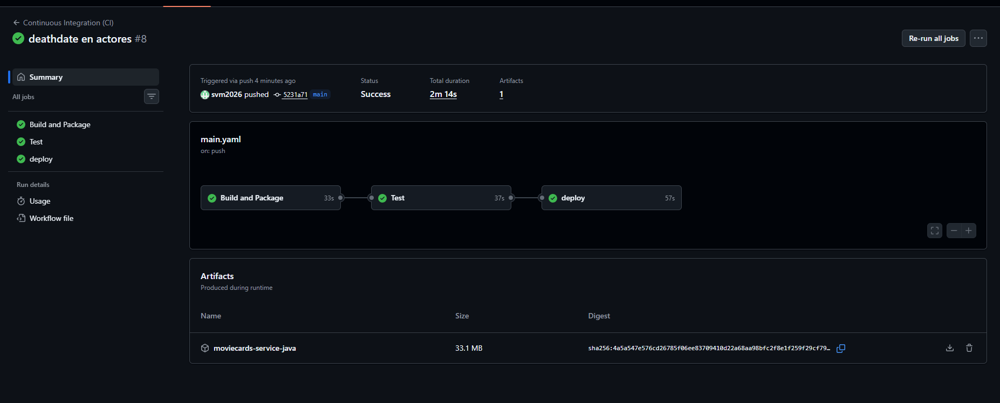 Continuous Integration (CI)
deathdate en actores #8
Re-run all jobs
Summary
All jobs
Build and Package
Test
deploy
Run details
Usage
Workflow file
Triggered via push 4 minutes ago
svm2026 pushed 5231a71 main
Status
Success
Total duration
2m 14s
Artifacts
1
main.yaml
on: push
Build and Package 33s
Test 37s
deploy 57s
Artifacts
Produced during runtime
Name Size Digest
moviecards-service-java 33.1 MB sha256:4a5a547e576cd26785f06ee83709410d22a68aa98bfc2f8e1f259f29cf79…